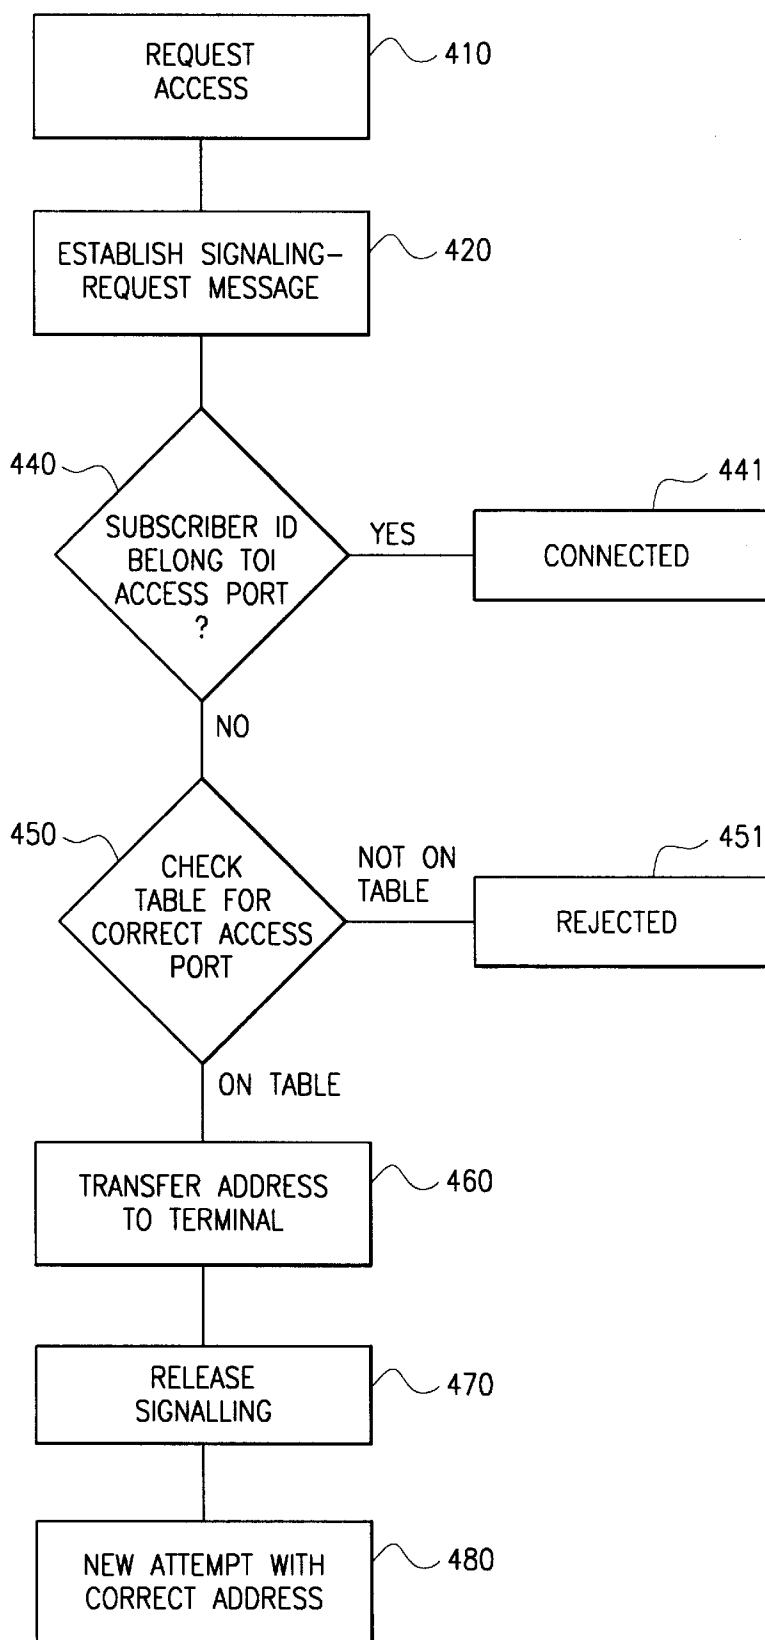 REQUEST
ACCESS
410
ESTABLISH SIGNALING-
REQUEST MESSAGE
420
440
SUBSCRIBER ID
BELONG TOI
ACCESS PORT
?
YES
441
CONNECTED
NO
450
CHECK
TABLE FOR
CORRECT ACCESS
PORT
NOT ON
TABLE
451
REJECTED
ON TABLE
TRANSFER ADDRESS
TO TERMINAL
460
RELEASE
SIGNALLING
470
NEW ATTEMPT WITH
CORRECT ADDRESS
480